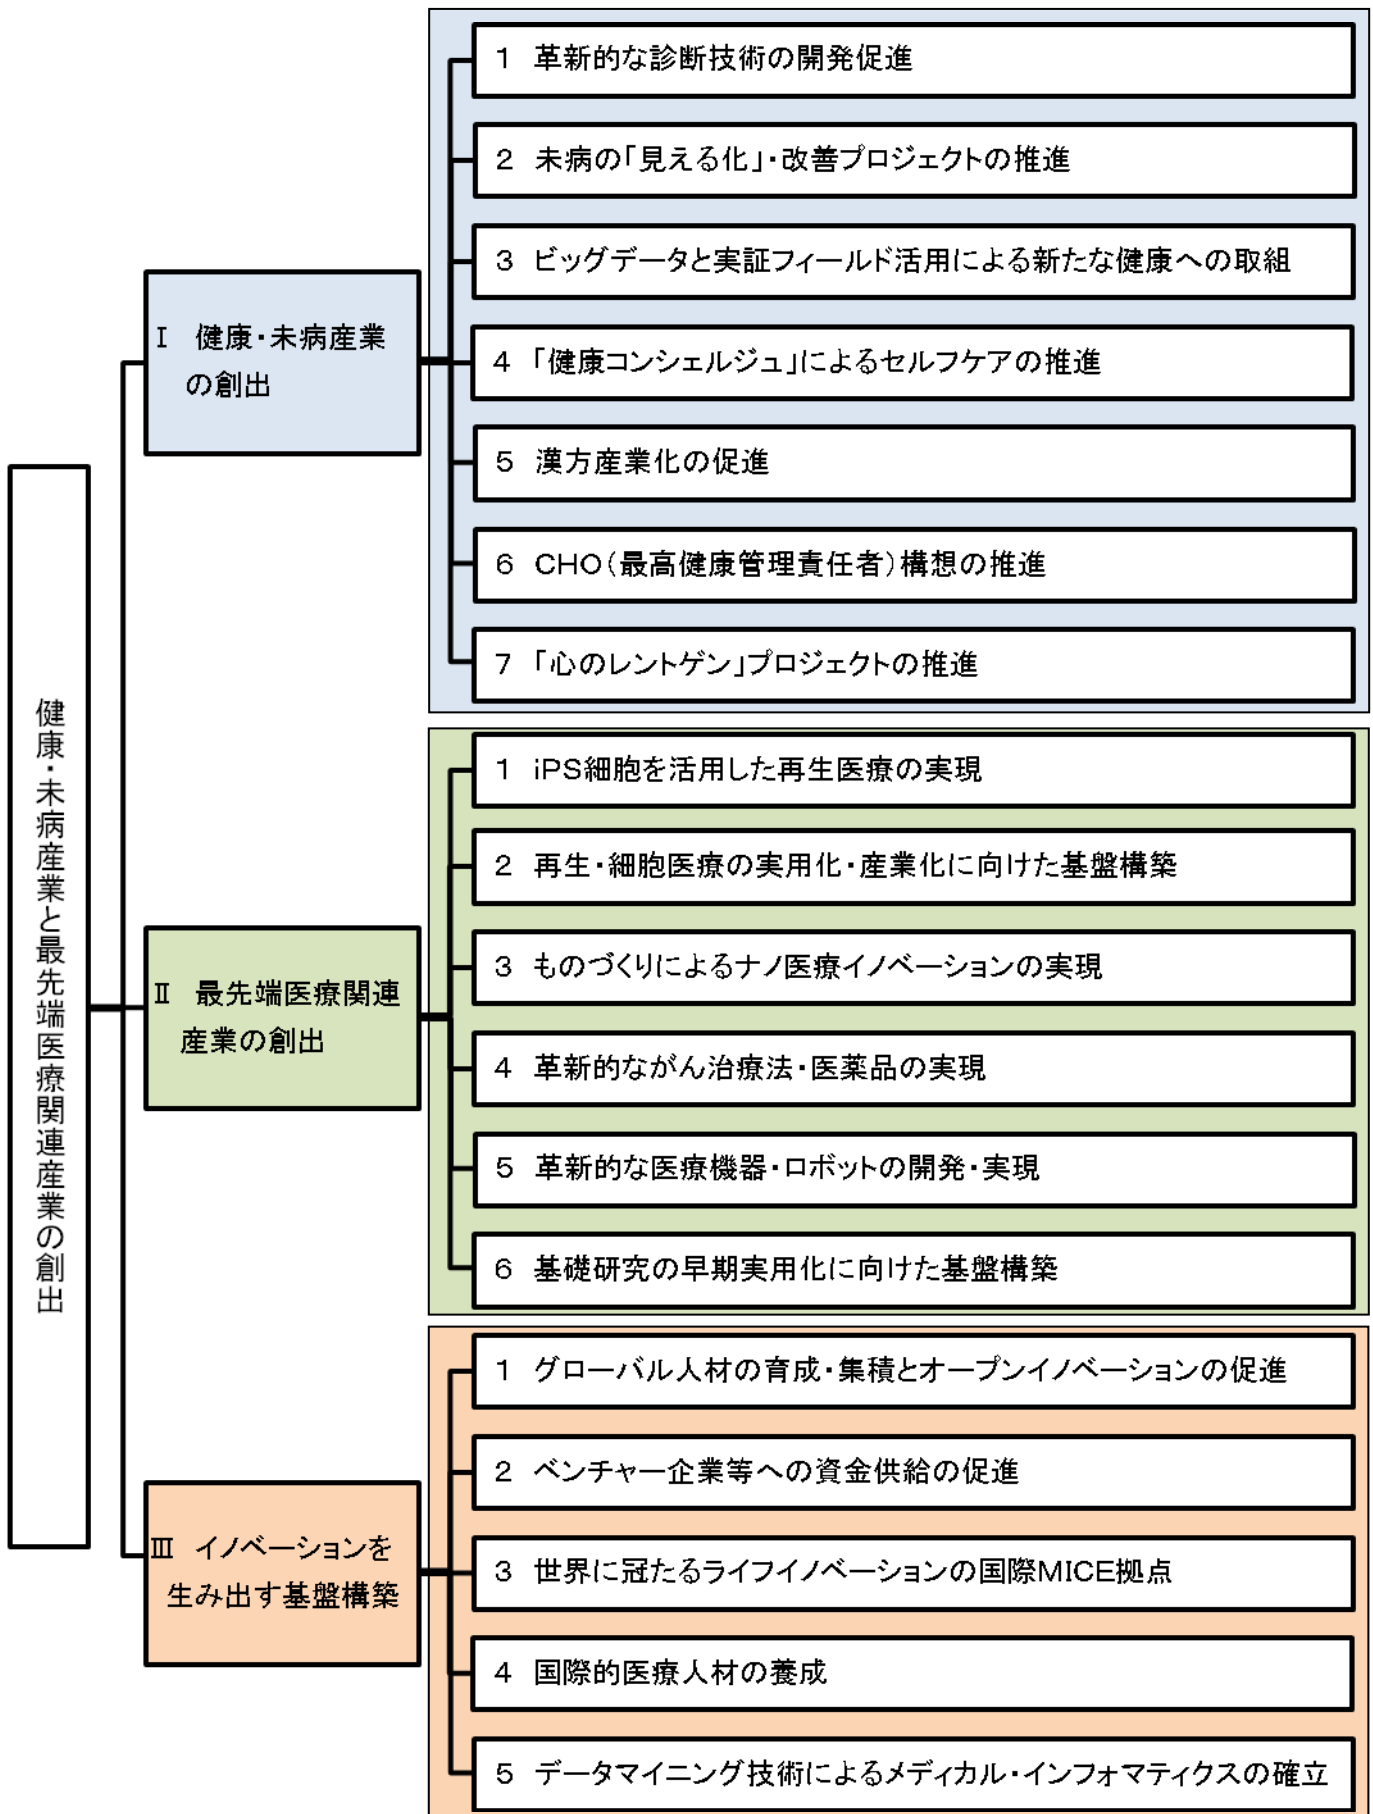 健康・未病産業と最先端医療関連産業の創出
Ⅰ　健康・未病産業
の創出
1　革新的な診断技術の開発促進
2　未病の「見える化」・改善プロジェクトの推進
3　ビッグデータと実証フィールド活用による新たな健康への取組
4　「健康コンシェルジュ」によるセルフケアの推進
5　漢方産業化の促進
6　CHO（最高健康管理責任者）構想の推進
7　「心のレントゲン」プロジェクトの推進
Ⅱ　最先端医療関連
産業の創出
1　iPS細胞を活用した再生医療の実現
2　再生・細胞医療の実用化・産業化に向けた基盤構築
3　ものづくりによるナノ医療イノベーションの実現
4　革新的ながん治療法・医薬品の実現
5　革新的な医療機器・ロボットの開発・実現
6　基礎研究の早期実用化に向けた基盤構築
Ⅲ　イノベーションを
生み出す基盤構築
1　グローバル人材の育成・集積とオープンイノベーションの促進
2　ベンチャー企業等への資金供給の促進
3　世界に冠たるライフイノベーションの国際MICE拠点
4　国際的医療人材の養成
5　データマイニング技術によるメディカル・インフォマティクスの確立